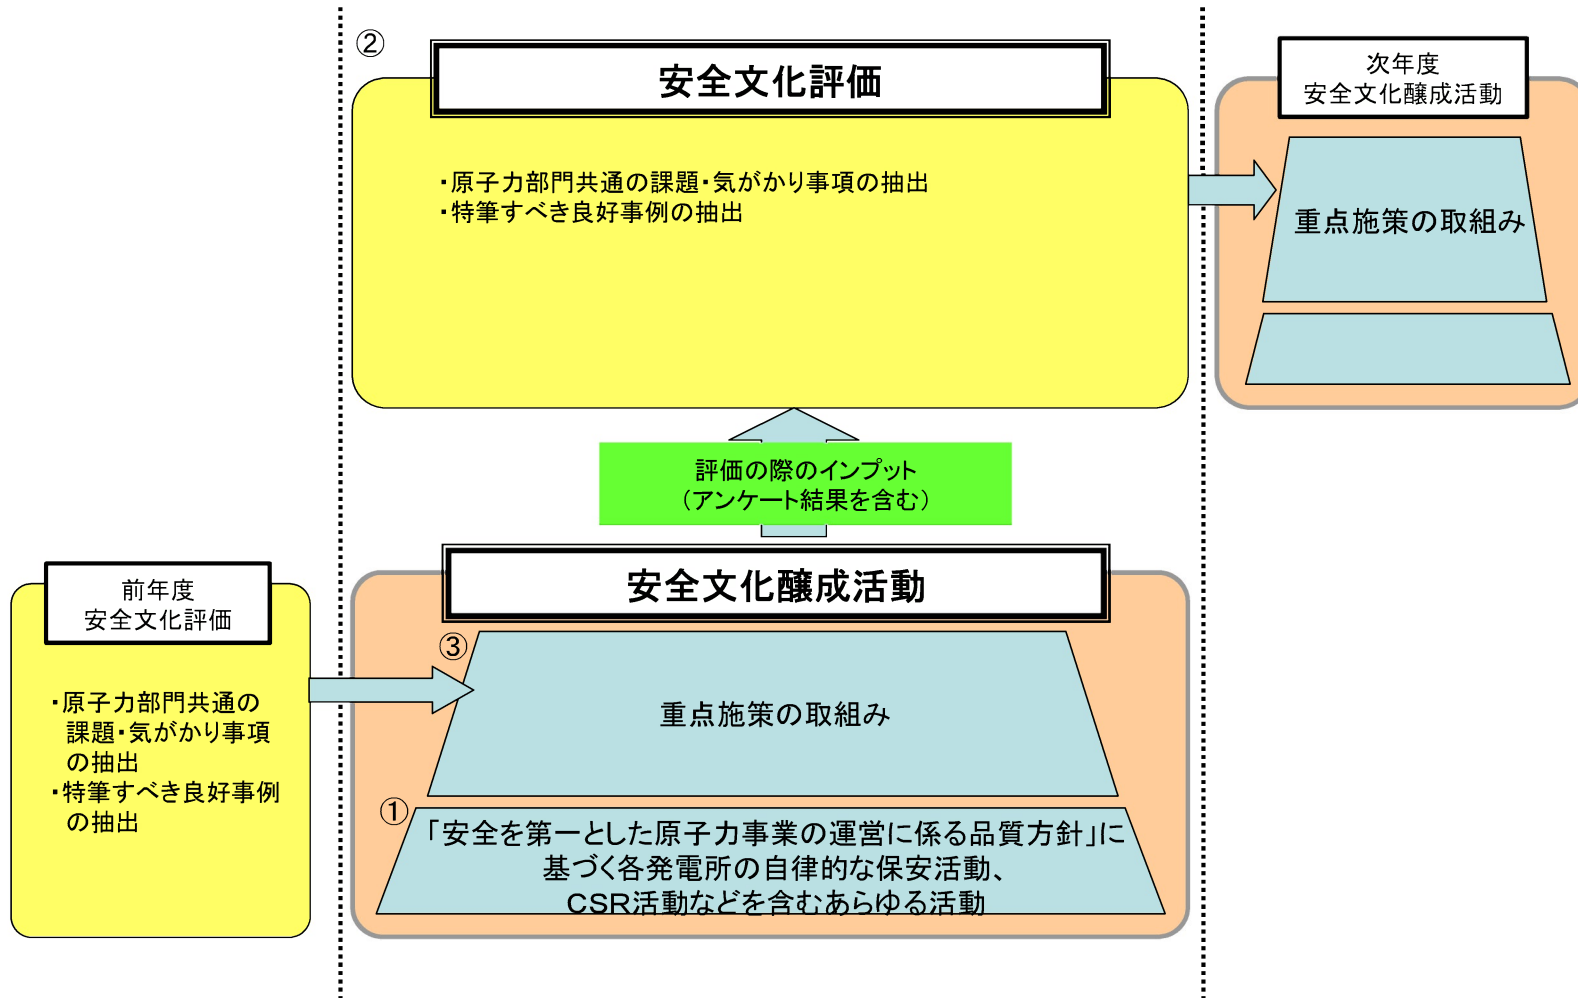 ②
安全文化評価
・原子力部門共通の課題・気がかり事項の抽出
・特筆すべき良好事例の抽出
次年度
安全文化醸成活動
重点施策の取組み
評価の際のインプット
（アンケート結果を含む）
前年度
安全文化評価
・原子力部門共通の
課題・気がかり事項
の抽出
・特筆すべき良好事例
の抽出
安全文化醸成活動
③
重点施策の取組み
①
「安全を第一とした原子力事業の運営に係る品質方針」に
基づく各発電所の自律的な保安活動、
CSR活動などを含むあらゆる活動